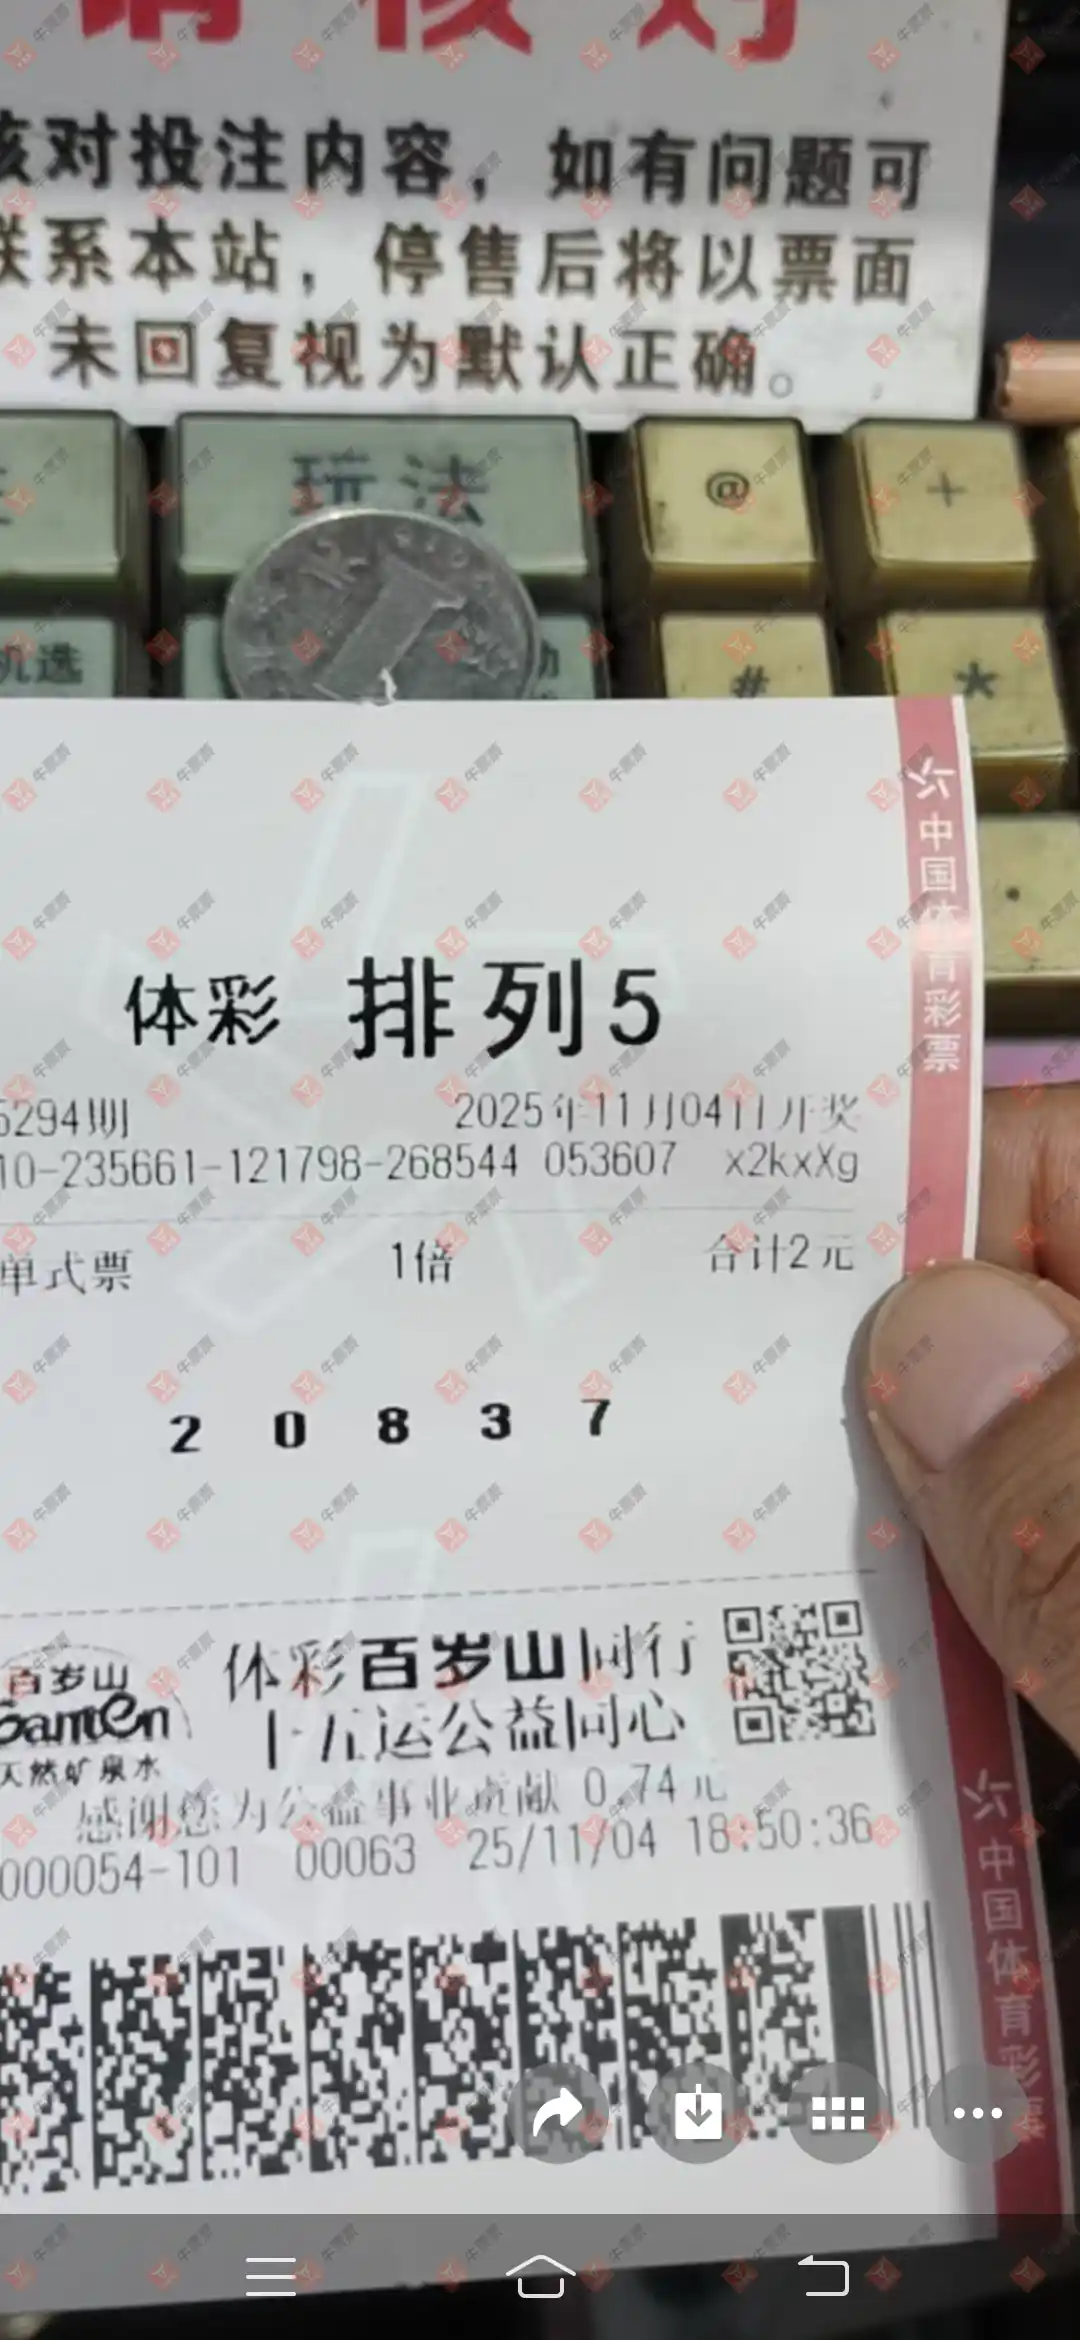 请核对
核对投注内容，如有问题可
联系本站，停售后将以票面
未回复视为默认正确。
玩法
@
+
机选
#
*
中国体育彩票
体彩 排列5
5294期 2025年11月04日开奖
10-235661-121798-268544 053607 x2kxXg
单式票 1倍 合计2元
2 0 8 3 7
百岁山
Ganten
天然矿泉水
体彩百岁山同行
十五运公益同心
感谢您为公益事业贡献 0.74元
000054-101 00063 25/11/04 18:50:36
中国体育彩票
牛票票